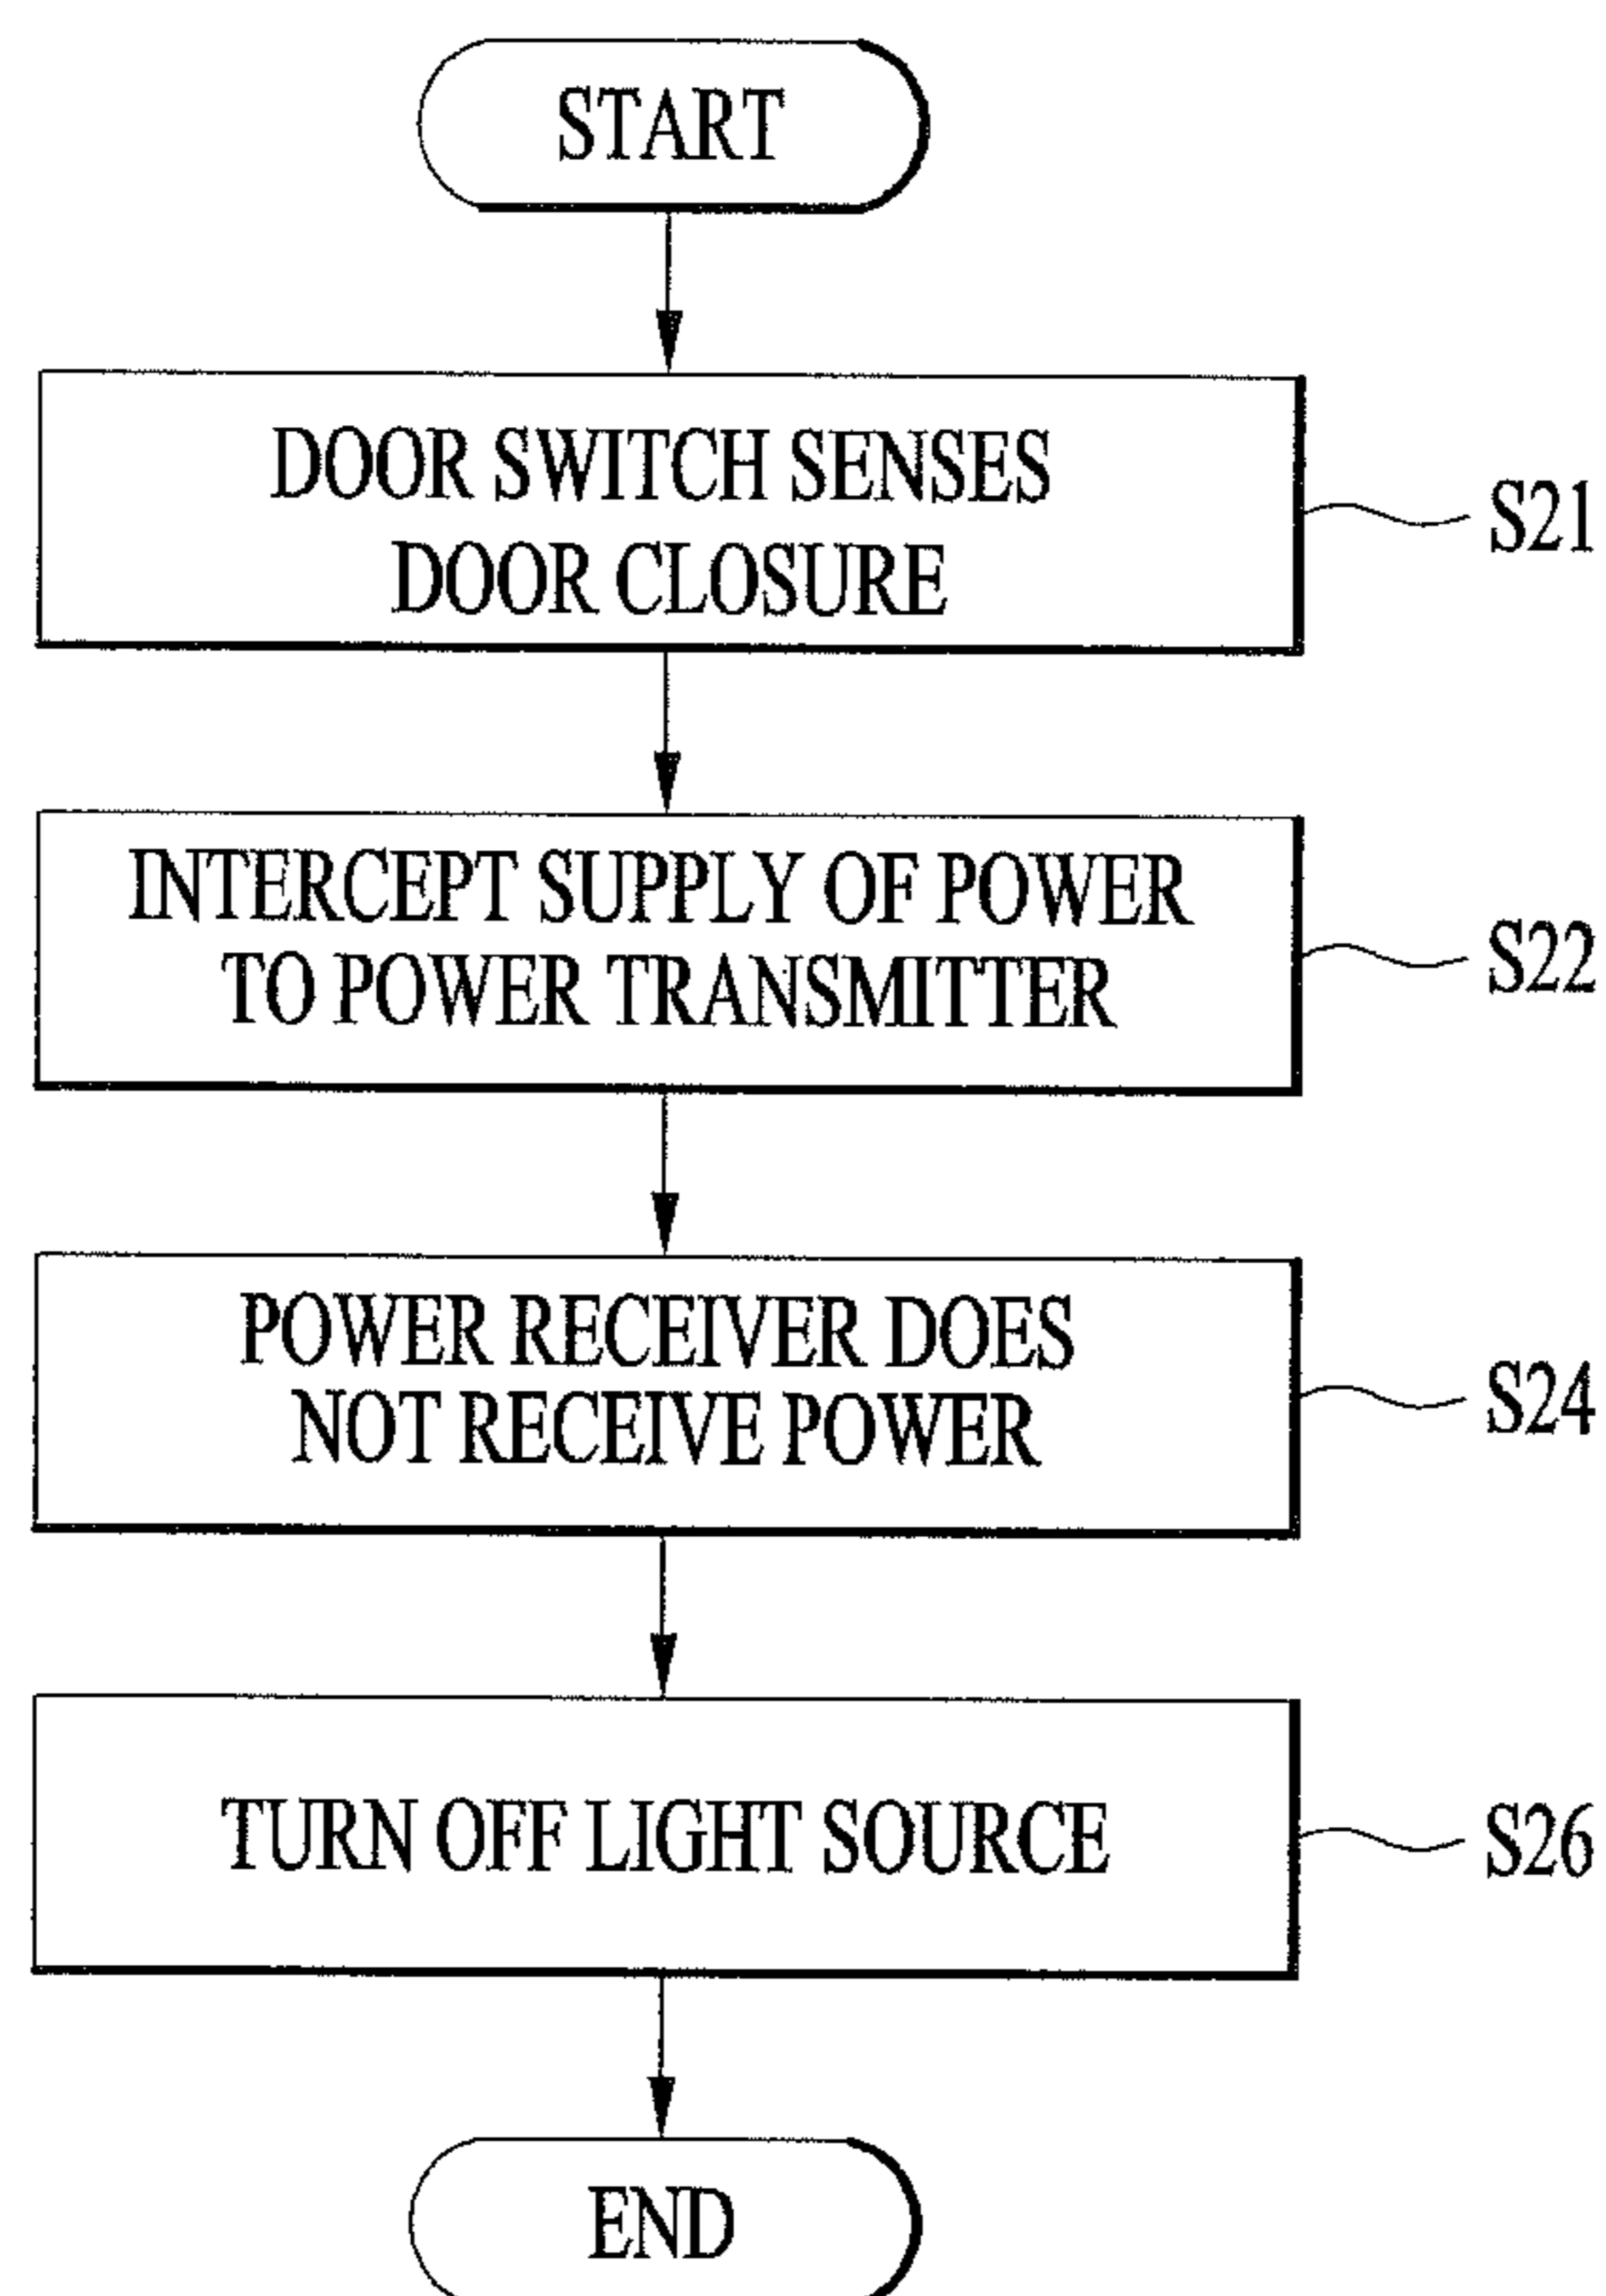 START
DOOR SWITCH SENSES
DOOR CLOSURE
S21
INTERCEPT SUPPLY OF POWER
TO POWER TRANSMITTER
S22
POWER RECEIVER DOES
NOT RECEIVE POWER
S24
TURN OFF LIGHT SOURCE
S26
END